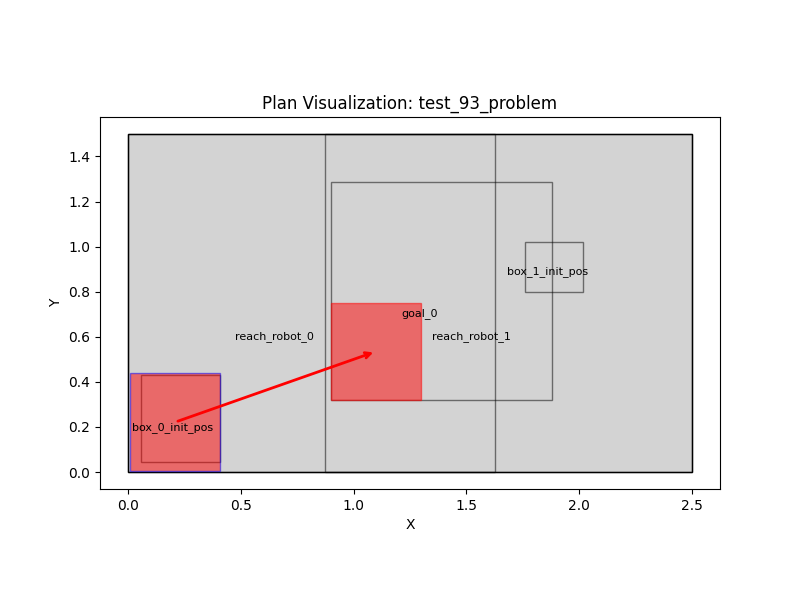 Plan Visualization: test_93_problem
1.4
1.2
1.0
0.8
0.6
0.4
0.2
0.0
Y
box_1_init_pos
goal_0
reach_robot_0
reach_robot_1
box_0_init_pos
0.0 0.5 1.0 1.5 2.0 2.5
X